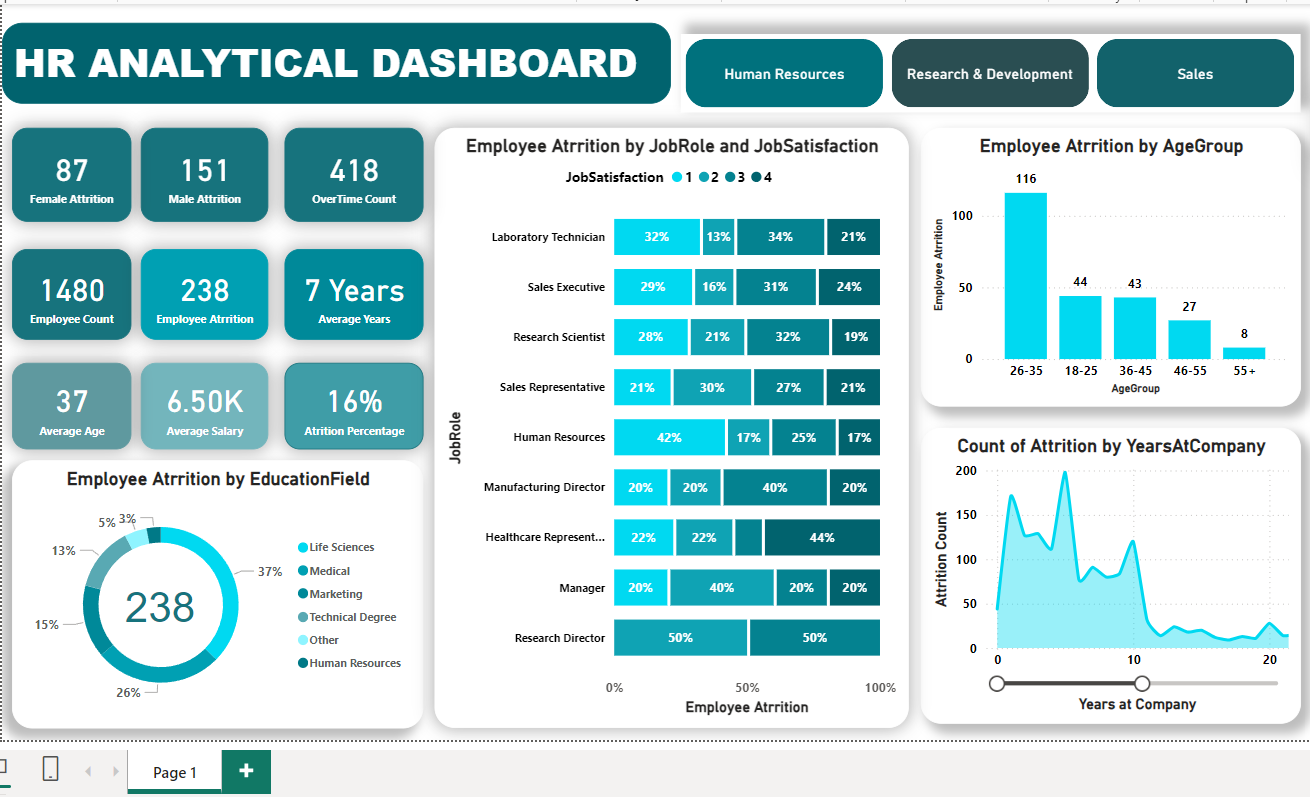 HR ANALYTICAL DASHBOARD
Human Resources
Research & Development
Sales
87
Female Attrition
151
Male Attrition
418
OverTime Count
1480
Employee Count
238
Employee Atrrition
7 Years
Average Years
37
Average Age
6.50K
Average Salary
16%
Atrition Percentage
Employee Atrrition by EducationField
37%
26%
15%
13%
5%
3%
238
Life Sciences
Medical
Marketing
Technical Degree
Other
Human Resources
Employee Atrrition by JobRole and JobSatisfaction
JobSatisfaction 1 2 3 4
JobRole
Laboratory Technician 32% 13% 34% 21%
Sales Executive 29% 16% 31% 24%
Research Scientist 28% 21% 32% 19%
Sales Representative 21% 30% 27% 21%
Human Resources 42% 17% 25% 17%
Manufacturing Director 20% 20% 40% 20%
Healthcare Represent... 22% 22% 44%
Manager 20% 40% 20% 20%
Research Director 50% 50%
0% 50% 100%
Employee Atrrition
Employee Atrrition by AgeGroup
Employee Atrrition
100
50
0
116
44
43
27
8
26-35 18-25 36-45 46-55 55+
AgeGroup
Count of Attrition by YearsAtCompany
Attrition Count
200
150
100
50
0
0 10 20
Years at Company
Page 1